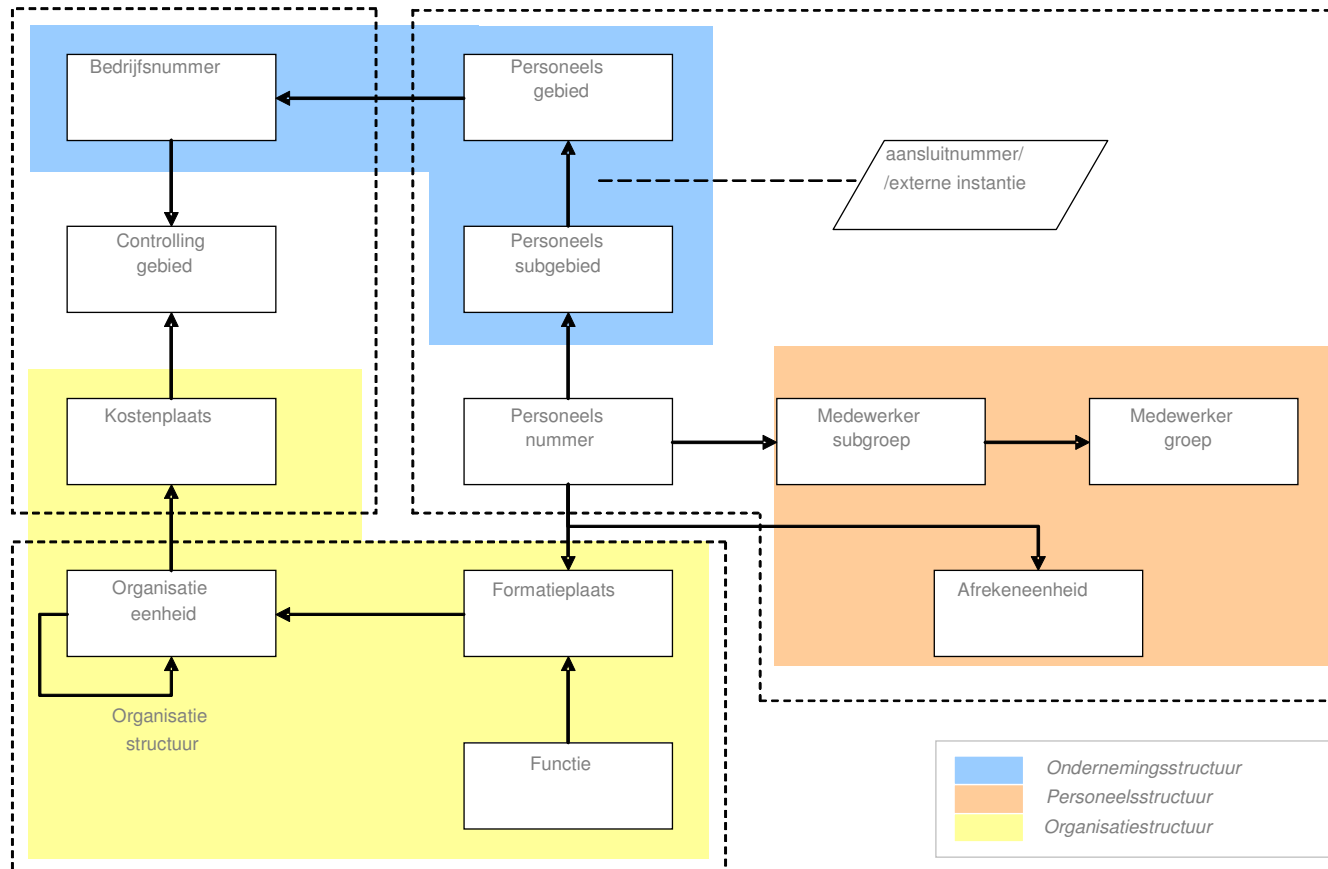 Bedrijfsnummer
Personeels
gebied
aansluitnummer/
/externe instantie
Controlling
gebied
Personeels
subgebied
Kostenplaats
Personeels
nummer
Medewerker
subgroep
Medewerker
groep
Organisatie
eenheid
Formatieplaats
Afrekeneenheid
Organisatie
structuur
Functie
Ondernemingsstructuur
Personeelsstructuur
Organisatiestructuur